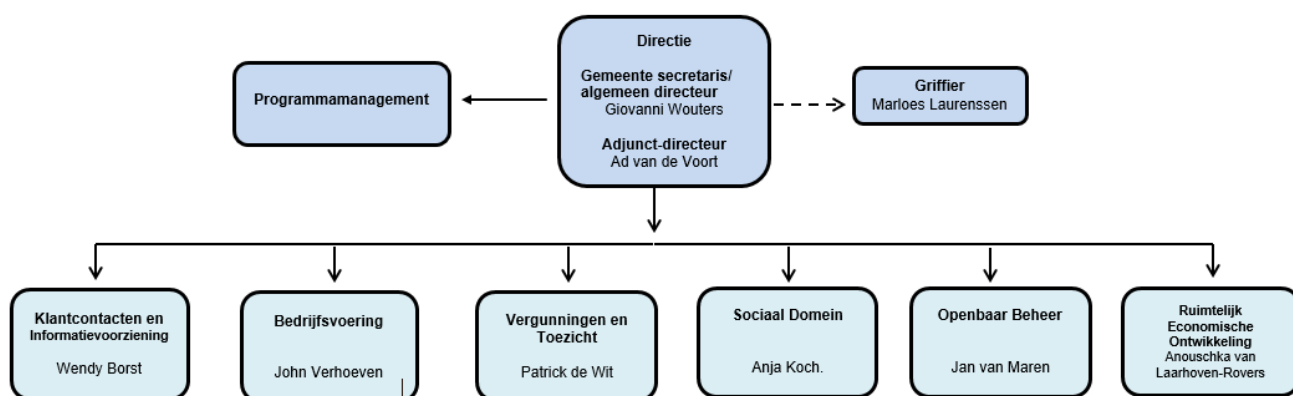 Directie
Gemeente secretaris/
algemeen directeur
Giovanni Wouters
Adjunct-directeur
Ad van de Voort
Programmamanagement
Griffier
Marloes Laurenssen
Klantcontacten en
Informatievoorziening
Wendy Borst
Bedrijfsvoering
John Verhoeven
Vergunningen en
Toezicht
Patrick de Wit
Sociaal Domein
Anja Koch.
Openbaar Beheer
Jan van Maren
Ruimtelijk
Economische
Ontwikkeling
Anouschka van
Laarhoven-Rovers